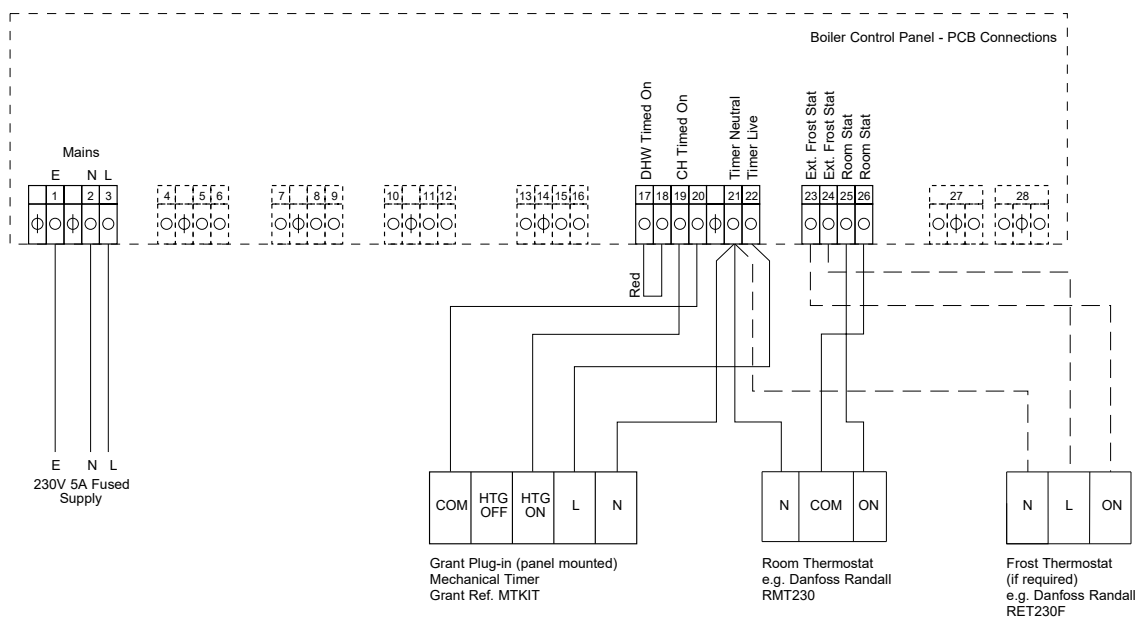 Boiler Control Panel - PCB Connections
DHW Timed On
CH Timed On
Timer Neutral
Timer Live
Ext. Frost Stat
Ext. Frost Stat
Room Stat
Room Stat
Mains
E N L
1 2 3
4 5 6
7 8 9
10 11 12
13 14 15 16
17 18 19 20 21 22
23 24 25 26
27
28
Red
E N L
230V 5A Fused
Supply
COM HTG OFF HTG ON L N
N COM ON
N L ON
Grant Plug-in (panel mounted)
Mechanical Timer
Grant Ref. MTKIT
Room Thermostat
e.g. Danfoss Randall
RMT230
Frost Thermostat
(if required)
e.g. Danfoss Randall
RET230F